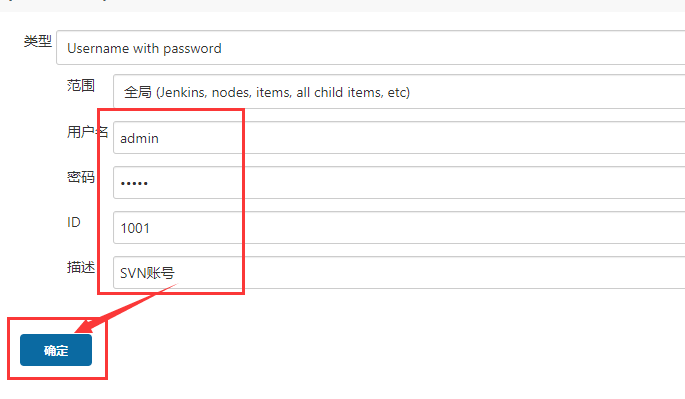 类型 Username with password
范围 全局 (Jenkins, nodes, items, all child items, etc)
用户名 admin
密码 •••••
ID 1001
描述 SVN账号
确定